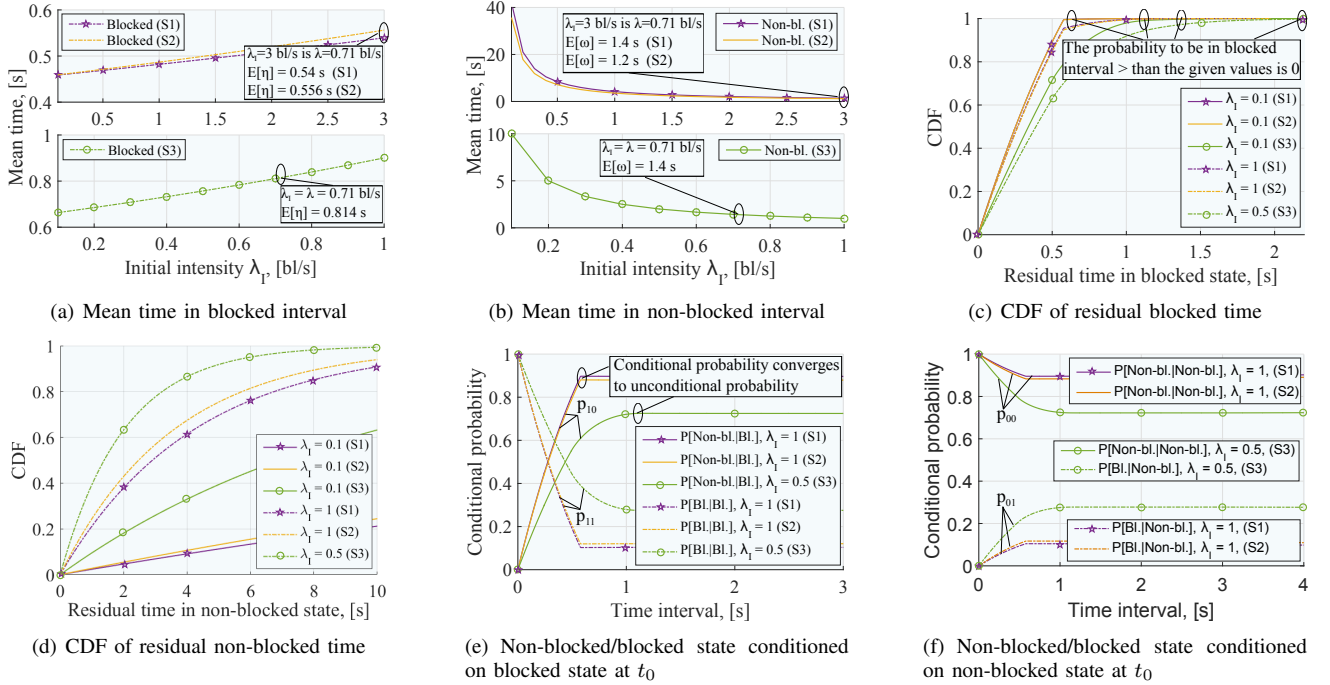 Mean time, [s]
0.6
0.5
0.4
Blocked (S1)
Blocked (S2)
λI=3 bl/s is λ=0.71 bl/s
E[η] = 0.54 s (S1)
E[η] = 0.556 s (S2)
0.5 1 1.5 2 2.5 3
1
0.8
0.6
Blocked (S3)
λI = λ = 0.71 bl/s
E[η] = 0.814 s
0.2 0.4 0.6 0.8 1
Initial intensity λI, [bl/s]
(a) Mean time in blocked interval
Mean time, [s]
40
20
0
λI=3 bl/s is λ=0.71 bl/s
E[ω] = 1.4 s (S1)
E[ω] = 1.2 s (S2)
Non-bl. (S1)
Non-bl. (S2)
0.5 1 1.5 2 2.5 3
10
5
0
λI = λ = 0.71 bl/s
E[ω] = 1.4 s
Non-bl. (S3)
0.2 0.4 0.6 0.8 1
Initial intensity λI, [bl/s]
(b) Mean time in non-blocked interval
CDF
1
0.8
0.6
0.4
0.2
0
The probability to be in blocked
interval > than the given values is 0
λI = 0.1 (S1)
λI = 0.1 (S2)
λI = 0.1 (S3)
λI = 1 (S1)
λI = 1 (S2)
λI = 0.5 (S3)
0 0.5 1 1.5 2
Residual time in blocked state, [s]
(c) CDF of residual blocked time
CDF
1
0.8
0.6
0.4
0.2
0
λI = 0.1 (S1)
λI = 0.1 (S2)
λI = 0.1 (S3)
λI = 1 (S1)
λI = 1 (S2)
λI = 0.5 (S3)
0 2 4 6 8 10
Residual time in non-blocked state, [s]
(d) CDF of residual non-blocked time
Conditional probability
1
0.8
0.6
0.4
0.2
0
Conditional probability converges
to unconditional probability
p10
p11
P[Non-bl.|Bl.], λI = 1 (S1)
P[Non-bl.|Bl.], λI = 1 (S2)
P[Non-bl.|Bl.], λI = 0.5 (S3)
P[Bl.|Bl.], λI = 1 (S1)
P[Bl.|Bl.], λI = 1 (S2)
P[Bl.|Bl.], λI = 0.5 (S3)
0 1 2 3
Time interval, [s]
(e) Non-blocked/blocked state conditioned
on blocked state at t0
Conditional probability
1
0.8
0.6
0.4
0.2
0
P[Non-bl.|Non-bl.], λI = 1, (S1)
P[Non-bl.|Non-bl.], λI = 1, (S2)
p00
P[Non-bl.|Non-bl.], λI = 0.5, (S3)
P[Bl.|Non-bl.], λI = 0.5, (S3)
p01
P[Bl.|Non-bl.], λI = 1, (S1)
P[Bl.|Non-bl.], λI = 1, (S2)
0 1 2 3 4
Time interval, [s]
(f) Non-blocked/blocked state conditioned
on non-blocked state at t0